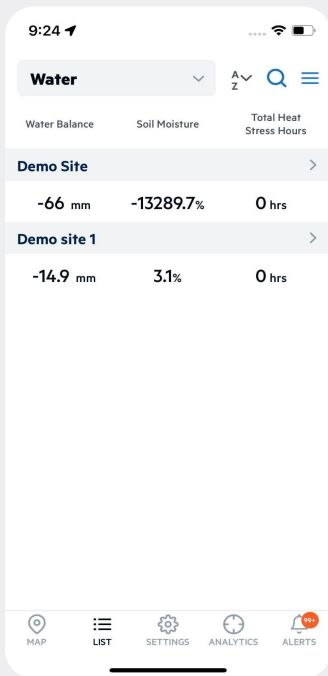 9:24
Water
A
Z
Water Balance Soil Moisture Total Heat
Stress Hours
Demo Site
-66 mm -13289.7% 0 hrs
Demo site 1
-14.9 mm 3.1% 0 hrs
99+
MAP LIST SETTINGS ANALYTICS ALERTS